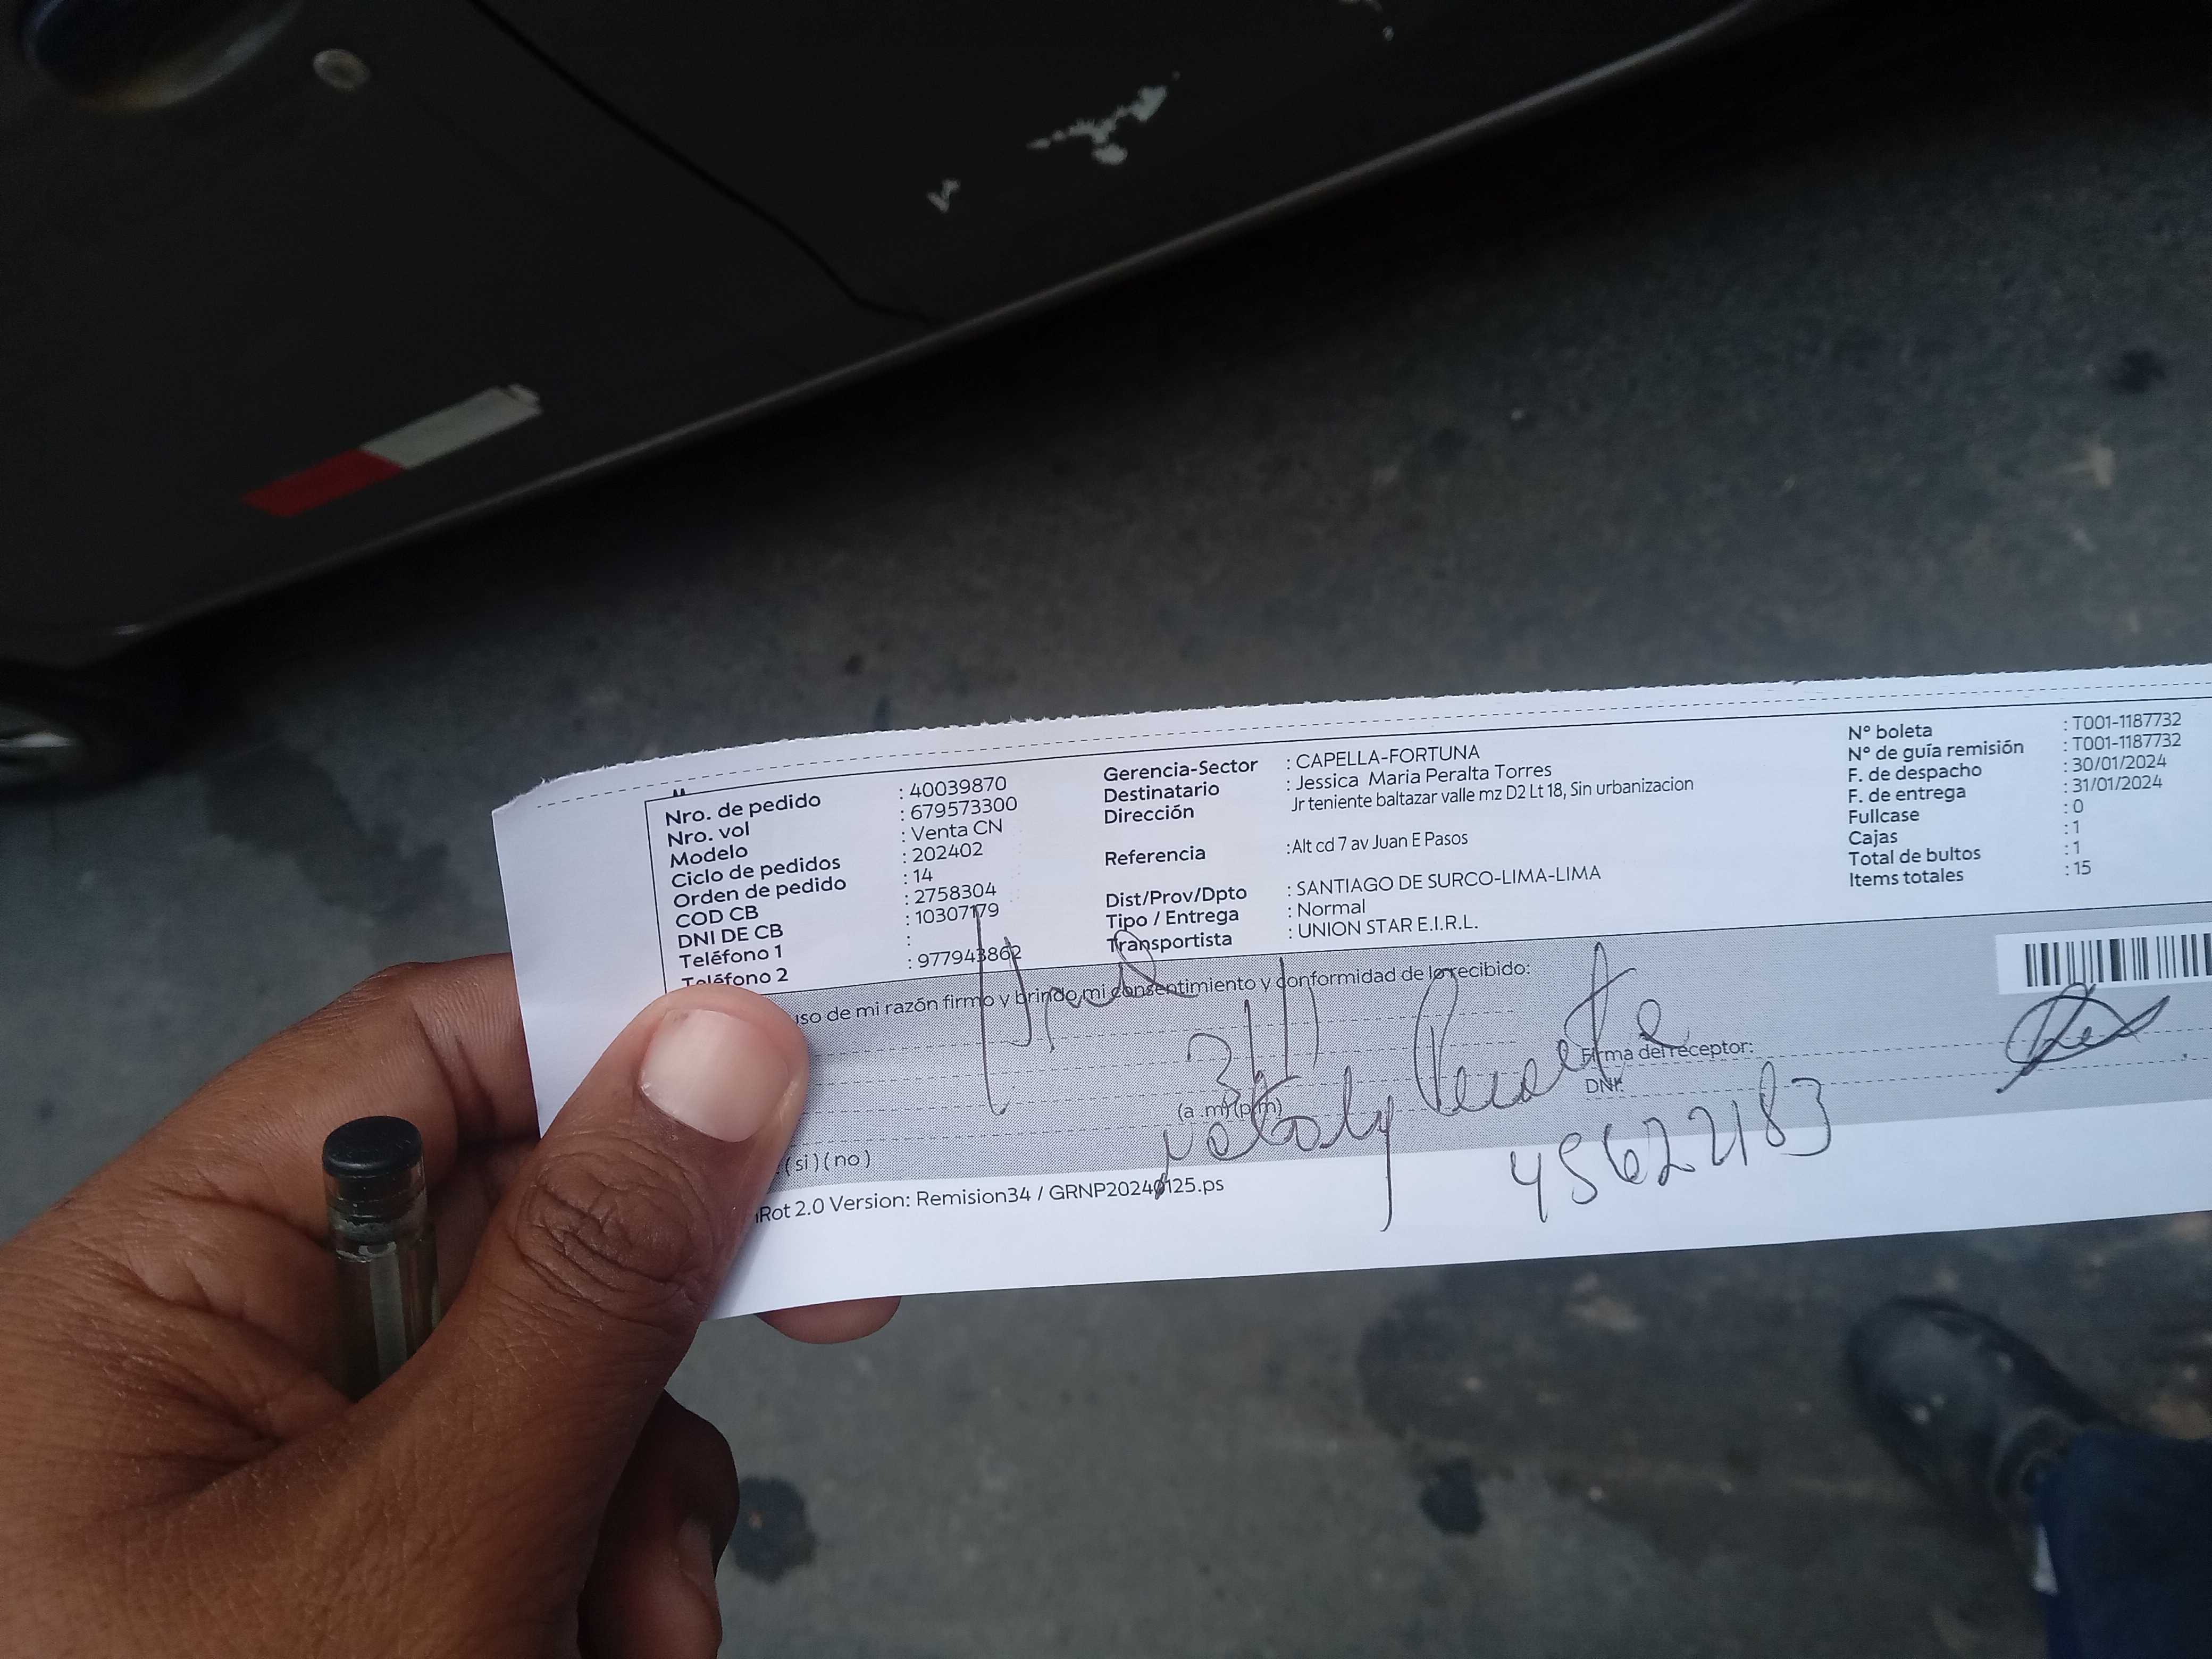 Nro. de pedido : 40039870
Nro. vol : 679573300
Modelo : Venta CN
Ciclo de pedidos : 202402
Orden de pedido : 14
COD CB : 2758304
DNI DE CB : 10307179
Teléfono 1 :
Teléfono 2 : 977943862
Gerencia-Sector : CAPELLA-FORTUNA
Destinatario : Jessica Maria Peralta Torres
Dirección Jr teniente baltazar valle mz D2 Lt 18, Sin urbanizacion
Referencia :Alt cd 7 av Juan E Pasos
Dist/Prov/Dpto : SANTIAGO DE SURCO-LIMA-LIMA
Tipo / Entrega : Normal
Transportista : UNION STAR E.I.R.L.
N° boleta : T001-1187732
N° de guía remisión : T001-1187732
F. de despacho : 30/01/2024
F. de entrega : 31/01/2024
Fullcase : 0
Cajas : 1
Total de bultos : 1
Items totales : 15
uso de mi razón firmo y brindo mi consentimiento y conformidad de lo recibido:
Firma del receptor:
DNI:
(a .m) (p.m)
45622183
(si) (no)
iRot 2.0 Version: Remision34 / GRNP20240125.ps